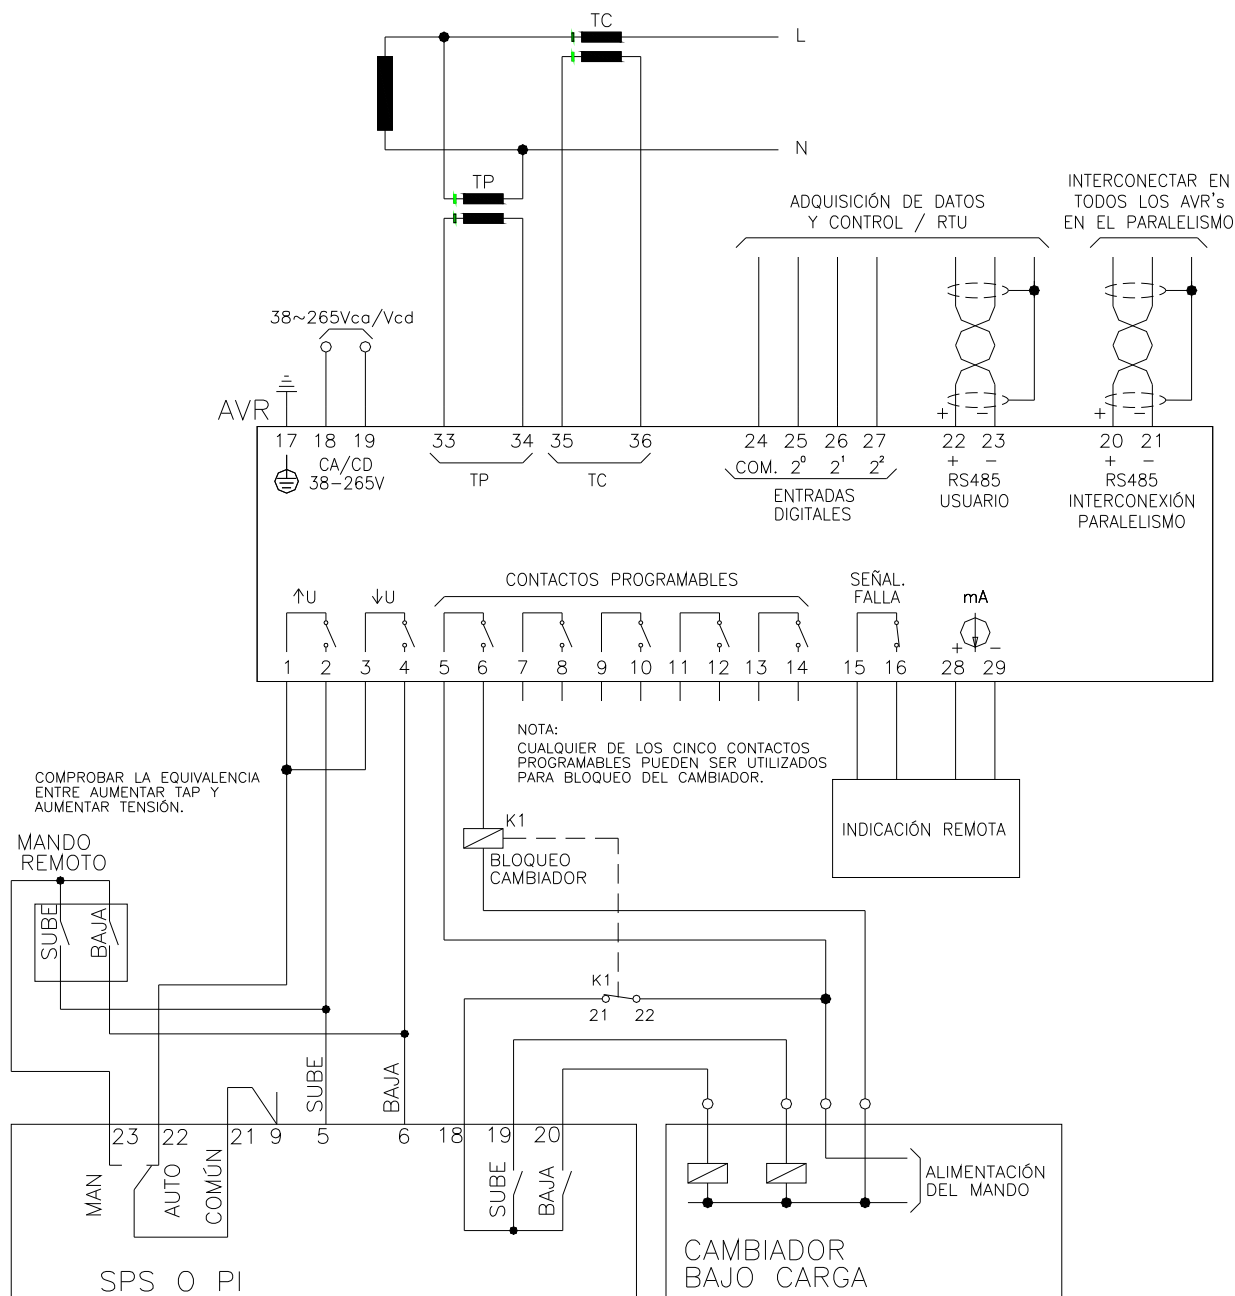 TC
L
N
TP
ADQUISICIÓN DE DATOS
Y CONTROL / RTU
INTERCONECTAR EN
TODOS LOS AVR's
EN EL PARALELISMO
38~265Vca/Vcd
AVR
+ −
+ −
17 18 19 33 34 35 36 24 25 26 27 22 23 20 21
CA/CD
38−265V
TP
TC
COM. 2⁰ 2¹ 2²
ENTRADAS
DIGITALES
+ −
RS485
USUARIO
+ −
RS485
INTERCONEXIÓN
PARALELISMO
↑U
↓U
CONTACTOS PROGRAMABLES
SEÑAL.
FALLA
mA
+ −
1 2 3 4 5 6 7 8 9 10 11 12 13 14 15 16 28 29
NOTA:
CUALQUIER DE LOS CINCO CONTACTOS
PROGRAMABLES PUEDEN SER UTILIZADOS
PARA BLOQUEO DEL CAMBIADOR.
COMPROBAR LA EQUIVALENCIA
ENTRE AUMENTAR TAP Y
AUMENTAR TENSIÓN.
MANDO
REMOTO
SUBE
BAJA
K1
BLOQUEO
CAMBIADOR
INDICACIÓN REMOTA
K1
21 22
SUBE
BAJA
23 22 21 9 5 6 18 19 20
MAN
AUTO
COMÚN
SUBE
BAJA
ALIMENTACIÓN
DEL MANDO
SPS O PI
CAMBIADOR
BAJO CARGA